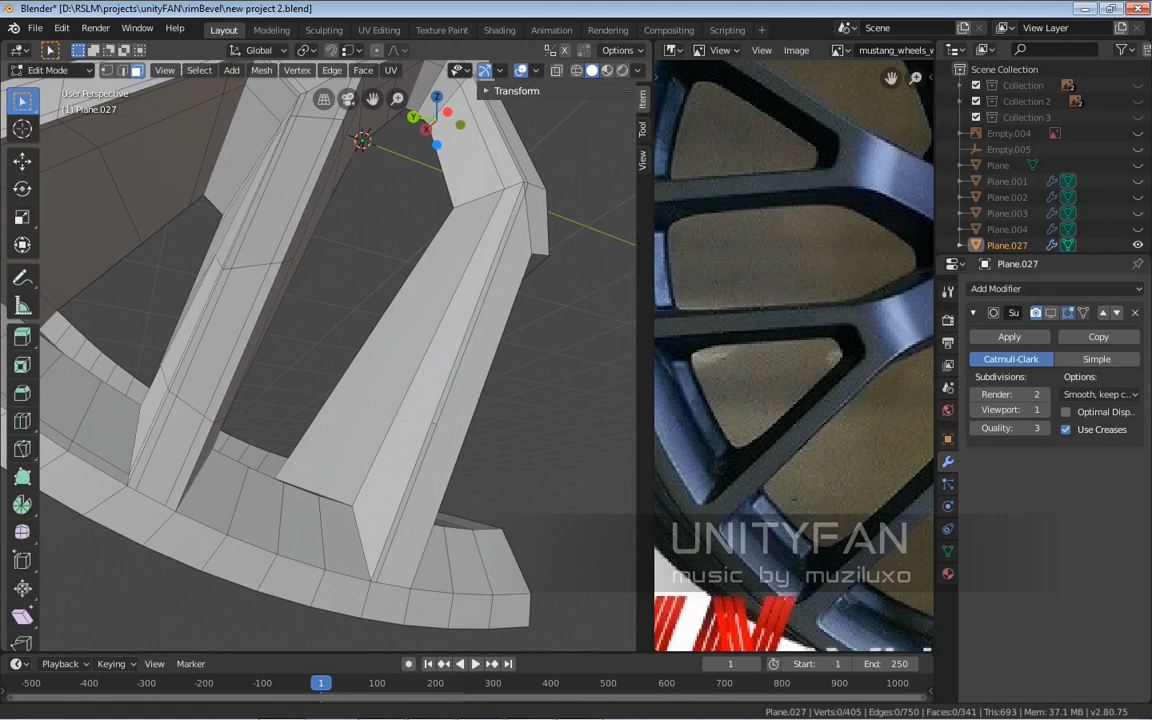 Blender* [D:\RSLM\projects\unityFAN\rimBevel\new project 2.blend]
File Edit Render Window Help Layout Modeling Sculpting UV Editing Texture Paint Shading Animation Rendering Compositing Scripting + Scene View Layer
Global Options View View Image mustang_wheels_w
Edit Mode View Select Add Mesh Vertex Edge Face UV
User Perspective
(1) Plane.027
Transform
Item
Tool
View
X
Y
Z
Scene Collection
Collection
Collection 2
Collection 3
Empty.004
Empty.005
Plane
Plane.001
Plane.002
Plane.003
Plane.004
Plane.027
Plane.027
Add Modifier
Su
Apply Copy
Catmull-Clark Simple
Subdivisions: Options:
Render: 2 Smooth, keep c...
Viewport: 1 Optimal Disp..
Quality: 3 Use Creases
UNITYFAN
music by muziluxo
Playback Keying View Marker 1 Start: 1 End: 250
-500 -400 -300 -200 -100 1 100 200 300 400 500 600 700 800 900 1000
Plane.027 | Verts:0/405 | Edges:0/750 | Faces:0/341 | Tris:693 | Mem: 37.1 MB | v2.80.75